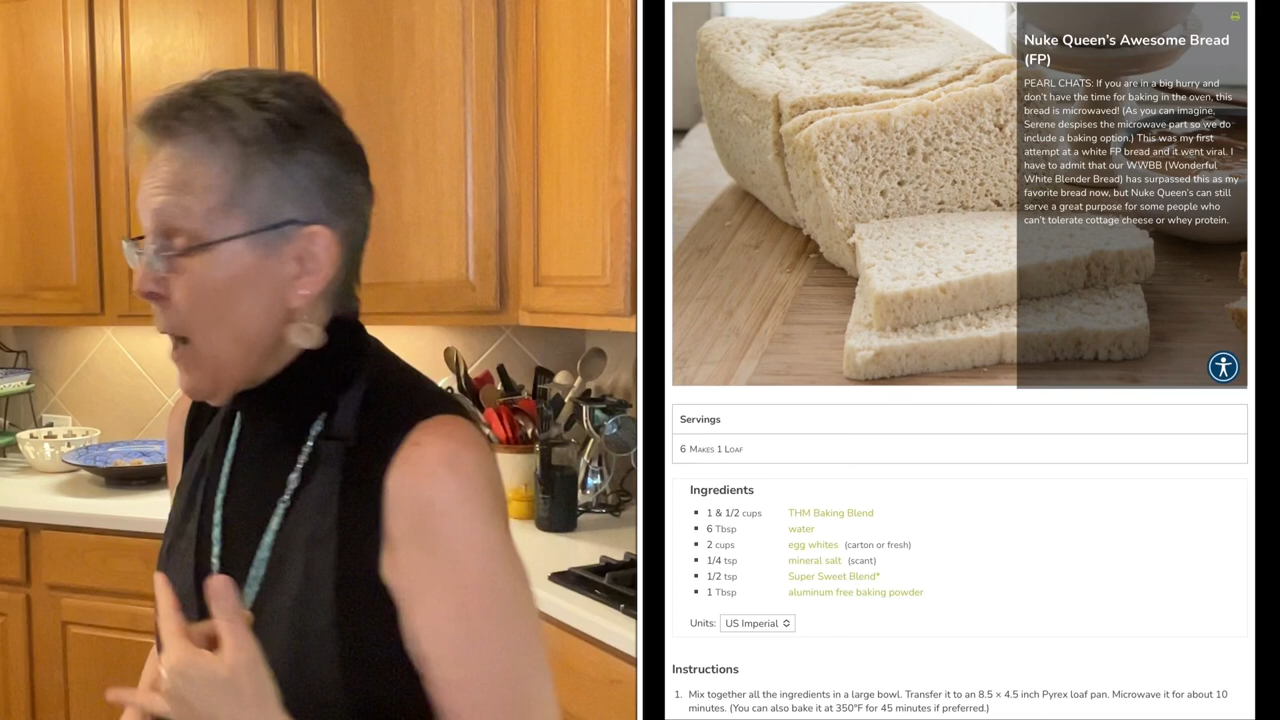 Nuke Queen's Awesome Bread
(FP)
PEARL CHATS: If you are in a big hurry and
don't have the time for baking in the oven, this
bread is microwaved! (As you can imagine,
Serene despises the microwave part so we do
include a baking option.) This was my first
attempt at a white FP bread and it went viral. I
have to admit that our WWBB (Wonderful
White Blender Bread) has surpassed this as my
favorite bread now, but Nuke Queen's can still
serve a great purpose for some people who
can't tolerate cottage cheese or whey protein.
Servings
6 Makes 1 Loaf
Ingredients
1 & 1/2 cups THM Baking Blend
6 Tbsp water
2 cups egg whites (carton or fresh)
1/4 tsp mineral salt (scant)
1/2 tsp Super Sweet Blend*
1 Tbsp aluminum free baking powder
Units: US Imperial
Instructions
1. Mix together all the ingredients in a large bowl. Transfer it to an 8.5 × 4.5 inch Pyrex loaf pan. Microwave it for about 10
minutes. (You can also bake it at 350°F for 45 minutes if preferred.)